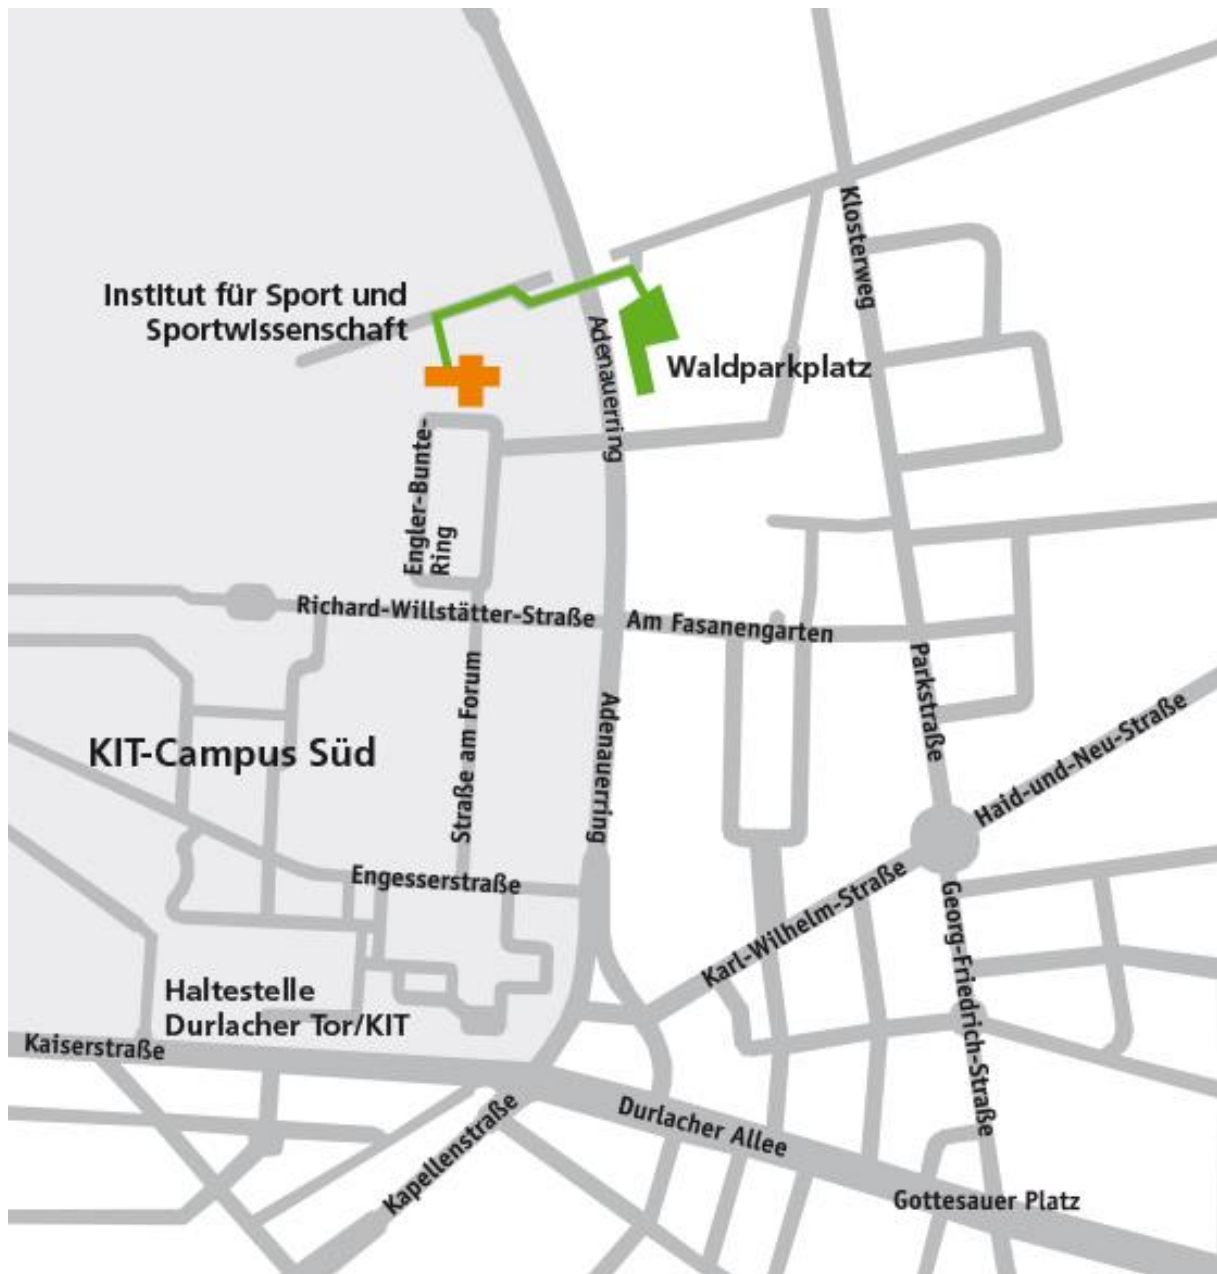 Klosterweg
Institut für Sport und
Sportwissenschaft
Adenauerring
Waldparkplatz
Engler-Bunte-
Ring
Richard-Willstätter-Straße
Am Fasanengarten
Parkstraße
Straße am Forum
Adenauerring
Haid-und-Neu-Straße
KIT-Campus Süd
Engesserstraße
Karl-Wilhelm-Straße
Georg-Friedrich-Straße
Haltestelle
Durlacher Tor/KIT
Kaiserstraße
Kapellenstraße
Durlacher Allee
Gottesauer Platz